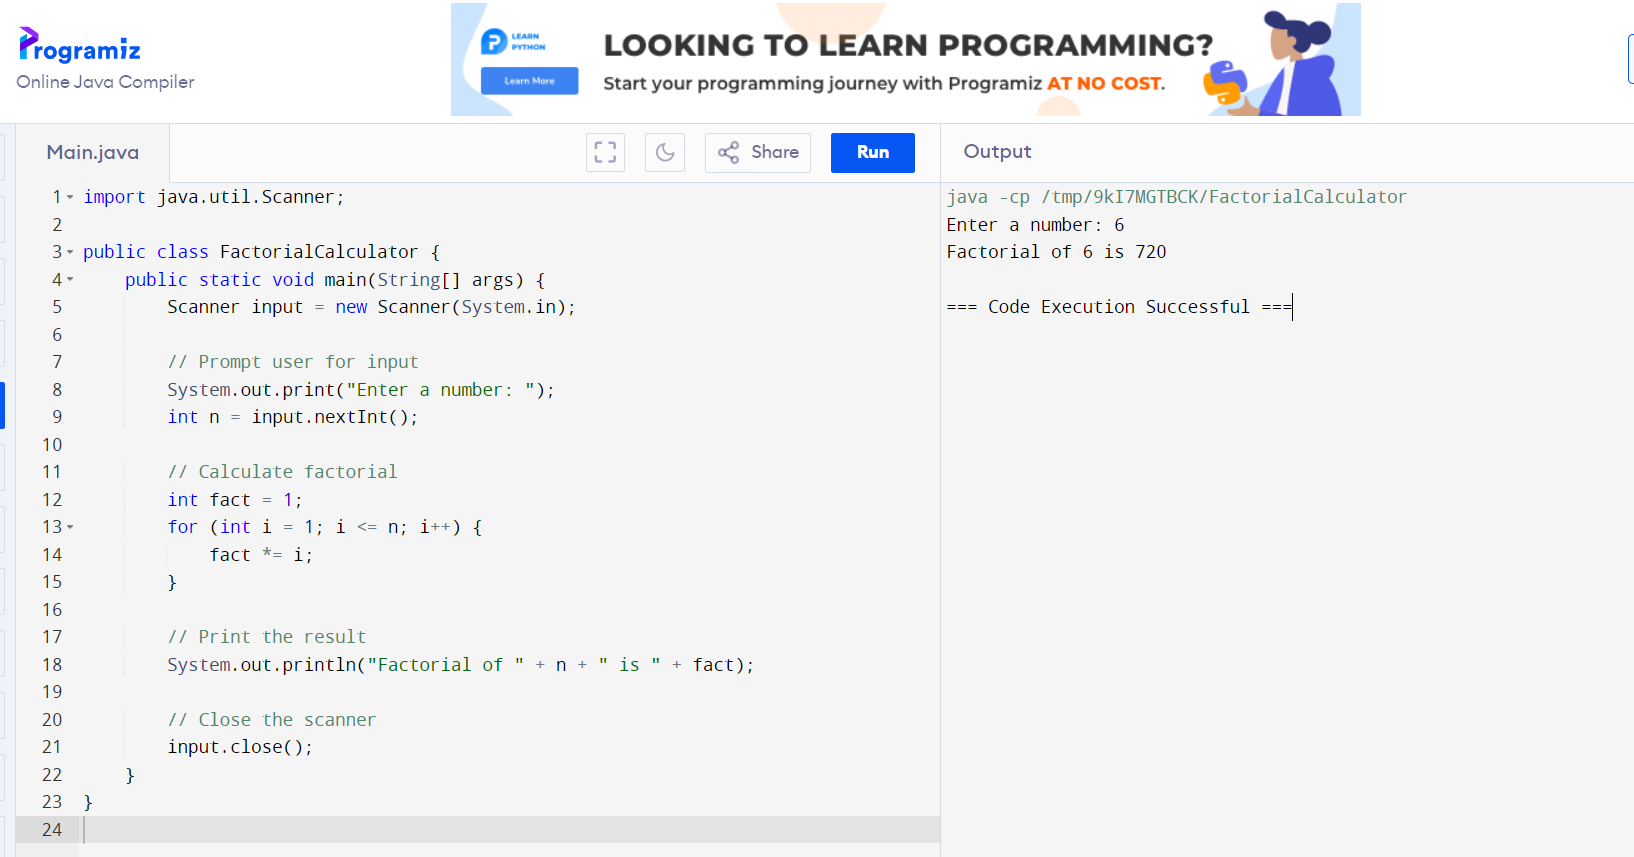 Programiz
Online Java Compiler
LEARN
PYTHON
Learn More
LOOKING TO LEARN PROGRAMMING?
Start your programming journey with Programiz AT NO COST.
Main.java
Share
Run
Output
1 import java.util.Scanner;
2
3 public class FactorialCalculator {
4     public static void main(String[] args) {
5         Scanner input = new Scanner(System.in);
6
7         // Prompt user for input
8         System.out.print("Enter a number: ");
9         int n = input.nextInt();
10
11         // Calculate factorial
12         int fact = 1;
13         for (int i = 1; i <= n; i++) {
14             fact *= i;
15         }
16
17         // Print the result
18         System.out.println("Factorial of " + n + " is " + fact);
19
20         // Close the scanner
21         input.close();
22     }
23 }
24
java -cp /tmp/9kI7MGTBCK/FactorialCalculator
Enter a number: 6
Factorial of 6 is 720
=== Code Execution Successful ===